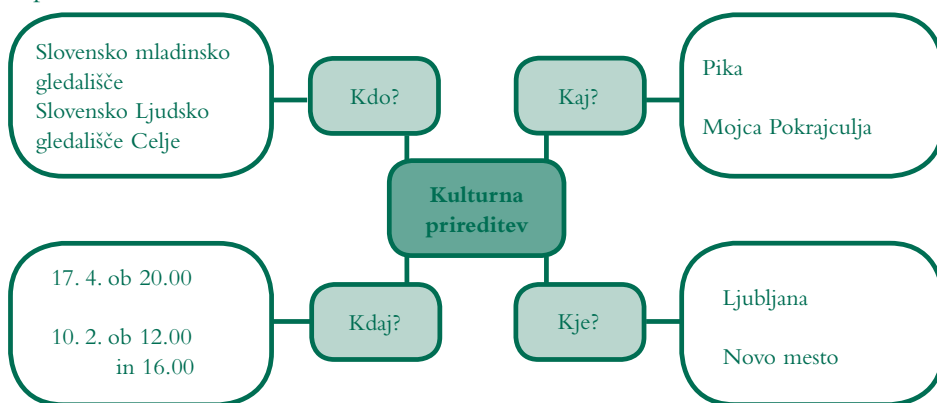 Slovensko mladinsko
gledališče
Slovensko Ljudsko
gledališče Celje
Kdo?
Kaj?
Pika
Mojca Pokrajculja
Kulturna
prireditev
17. 4. ob 20.00
10. 2. ob 12.00
in 16.00
Kdaj?
Kje?
Ljubljana
Novo mesto